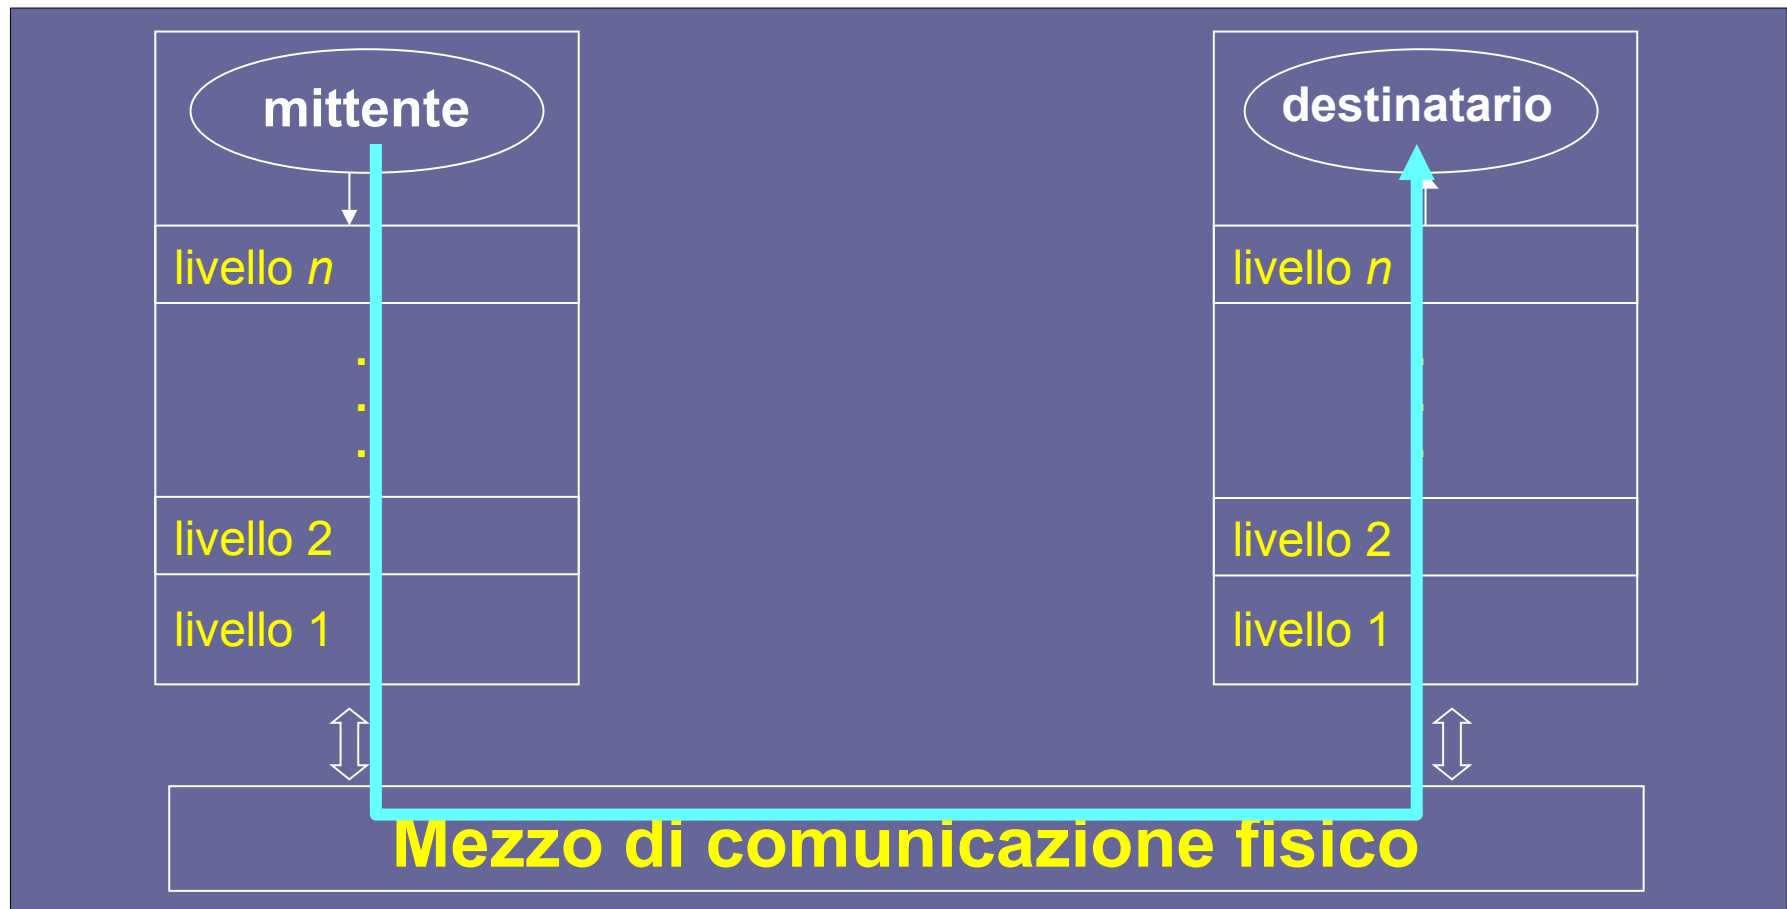 mittente
livello n
.
.
.
livello 2
livello 1
destinatario
livello n
.
.
.
livello 2
livello 1
Mezzo di comunicazione fisico